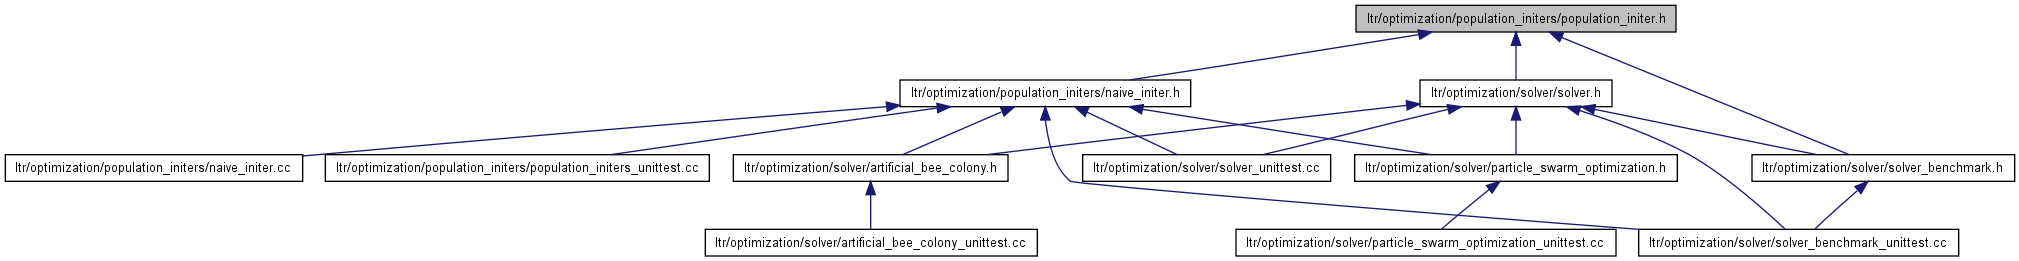 ltr/optimization/population_initers/population_initer.h
ltr/optimization/population_initers/naive_initer.h
ltr/optimization/solver/solver.h
ltr/optimization/population_initers/naive_initer.cc
ltr/optimization/population_initers/population_initers_unittest.cc
ltr/optimization/solver/artificial_bee_colony.h
ltr/optimization/solver/solver_unittest.cc
ltr/optimization/solver/particle_swarm_optimization.h
ltr/optimization/solver/solver_benchmark.h
ltr/optimization/solver/artificial_bee_colony_unittest.cc
ltr/optimization/solver/particle_swarm_optimization_unittest.cc
ltr/optimization/solver/solver_benchmark_unittest.cc